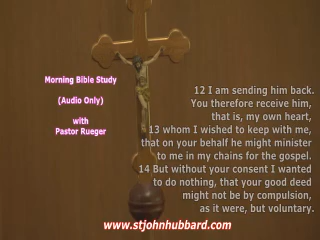 Morning Bible Study
(Audio Only)
with
Pastor Rueger
12 I am sending him back.
You therefore receive him,
that is, my own heart,
13 whom I wished to keep with me,
that on your behalf he might minister
to me in my chains for the gospel.
14 But without your consent I wanted
to do nothing, that your good deed
might not be by compulsion,
as it were, but voluntary.
www.stjohnhubbard.com